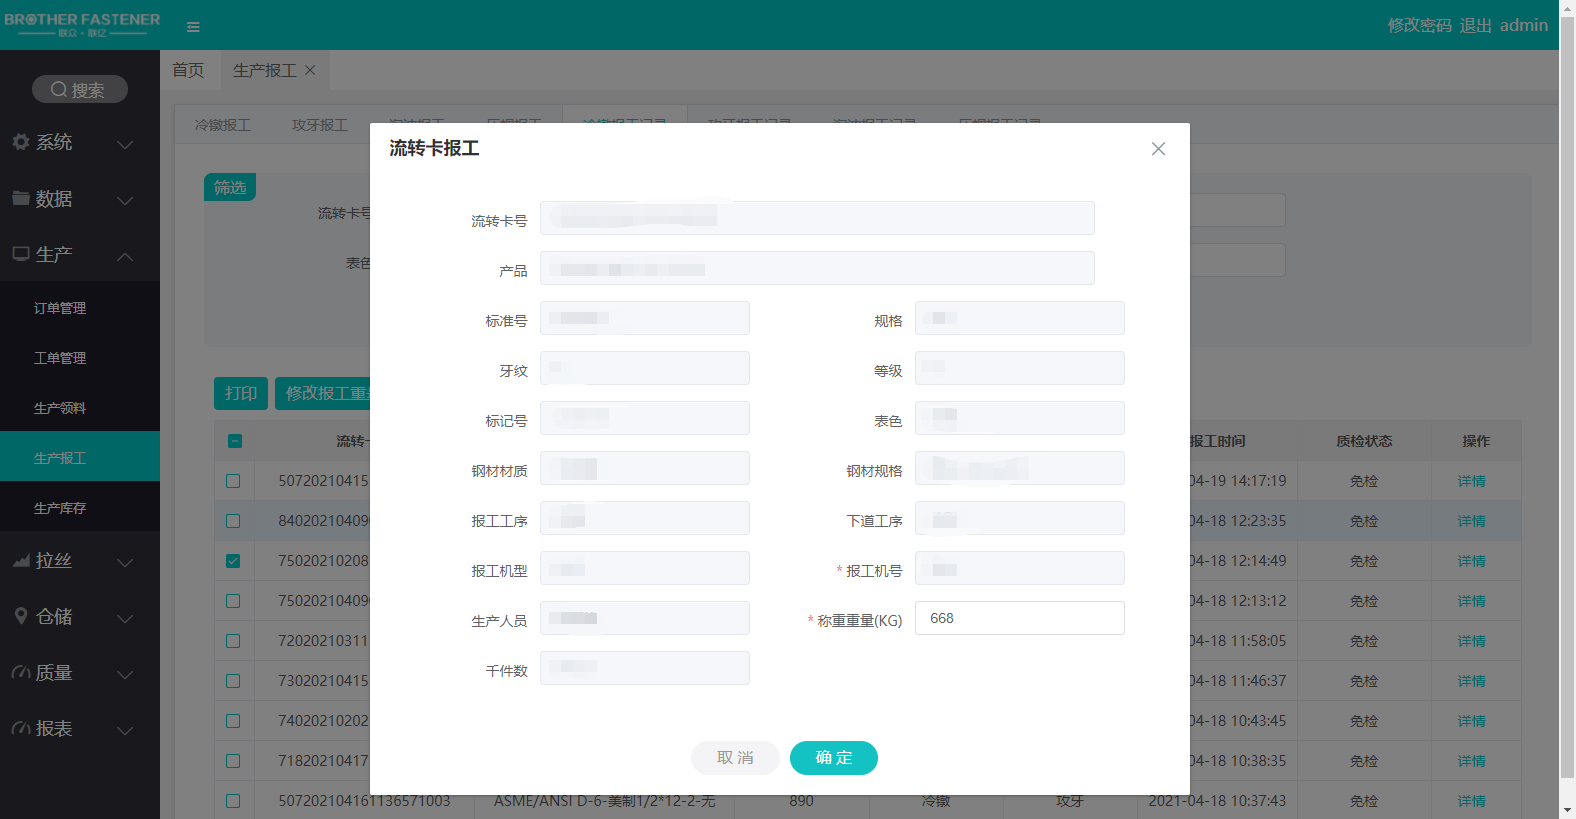 BROTHER FASTENER
联众·联亿
修改密码 退出 admin
搜索
系统
数据
生产
订单管理
工单管理
生产领料
生产报工
生产库存
拉丝
仓储
质量
报表
首页 生产报工
冷镦报工 攻牙报工
筛选
流转卡号
表色
打印 修改报工重量
流转卡报工
流转卡号
产品
标准号 规格
牙纹 等级
标记号 表色
钢材材质 钢材规格
报工工序 下道工序
报工机型 * 报工机号
生产人员 * 称重重量(KG) 668
千件数
取 消 确 定
流转 报工时间 质检状态 操作
50720210415 04-19 14:17:19 免检 详情
840202104090 04-18 12:23:35 免检 详情
75020210208 04-18 12:14:49 免检 详情
750202104090 04-18 12:13:12 免检 详情
72020210311 04-18 11:58:05 免检 详情
73020210415 04-18 11:46:37 免检 详情
74020210202 04-18 10:43:45 免检 详情
71820210417 04-18 10:38:35 免检 详情
507202104161136571003 ASME/ANSI D-6-美制1/2*12-2-无 890 冷镦 攻牙 2021-04-18 10:37:43 免检 详情